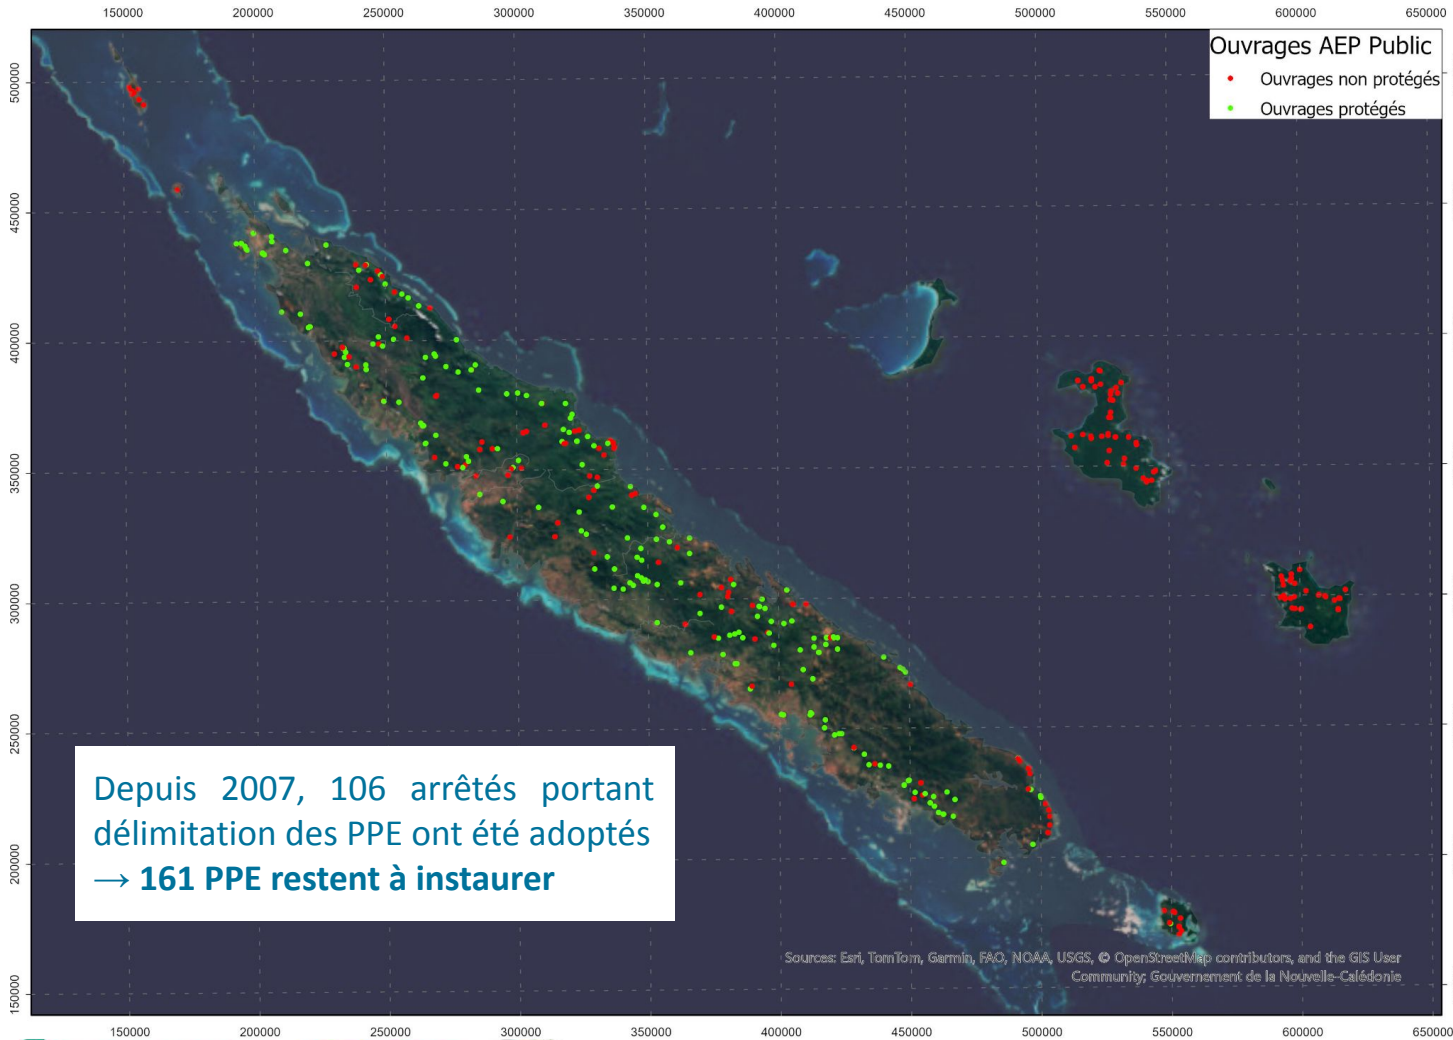 150000 200000 250000 300000 350000 400000 450000 500000 550000 600000 650000
Ouvrages AEP Public
Ouvrages non protégés
Ouvrages protégés
500000
450000
400000
350000
300000
250000
200000
150000
Depuis 2007, 106 arrêtés portant
délimitation des PPE ont été adoptés
→ 161 PPE restent à instaurer
Sources: Esri, TomTom, Garmin, FAO, NOAA, USGS, © OpenStreetMap contributors, and the GIS User
Community; Gouvernement de la Nouvelle-Calédonie
150000 200000 250000 300000 350000 400000 450000 500000 550000 600000 650000